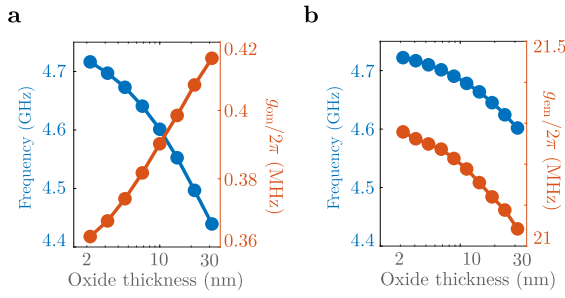 a
Frequency (GHz)
4.7
4.6
4.5
4.4
0.42
0.4
0.38
0.36
g_om/2π (MHz)
2 10 30
Oxide thickness (nm)
b
Frequency (GHz)
4.7
4.6
4.5
4.4
21.5
21
g_em/2π (MHz)
2 10 30
Oxide thickness (nm)